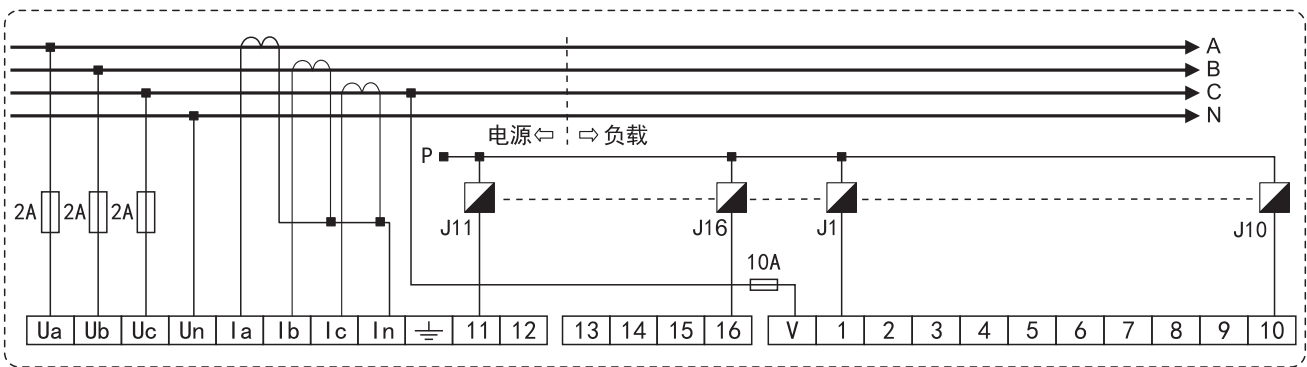 A
B
C
N
电源⇦ ⇨负载
P
2A 2A 2A
J11 J16 J1 J10
10A
Ua Ub Uc Un Ia Ib Ic In 11 12 13 14 15 16 V 1 2 3 4 5 6 7 8 9 10